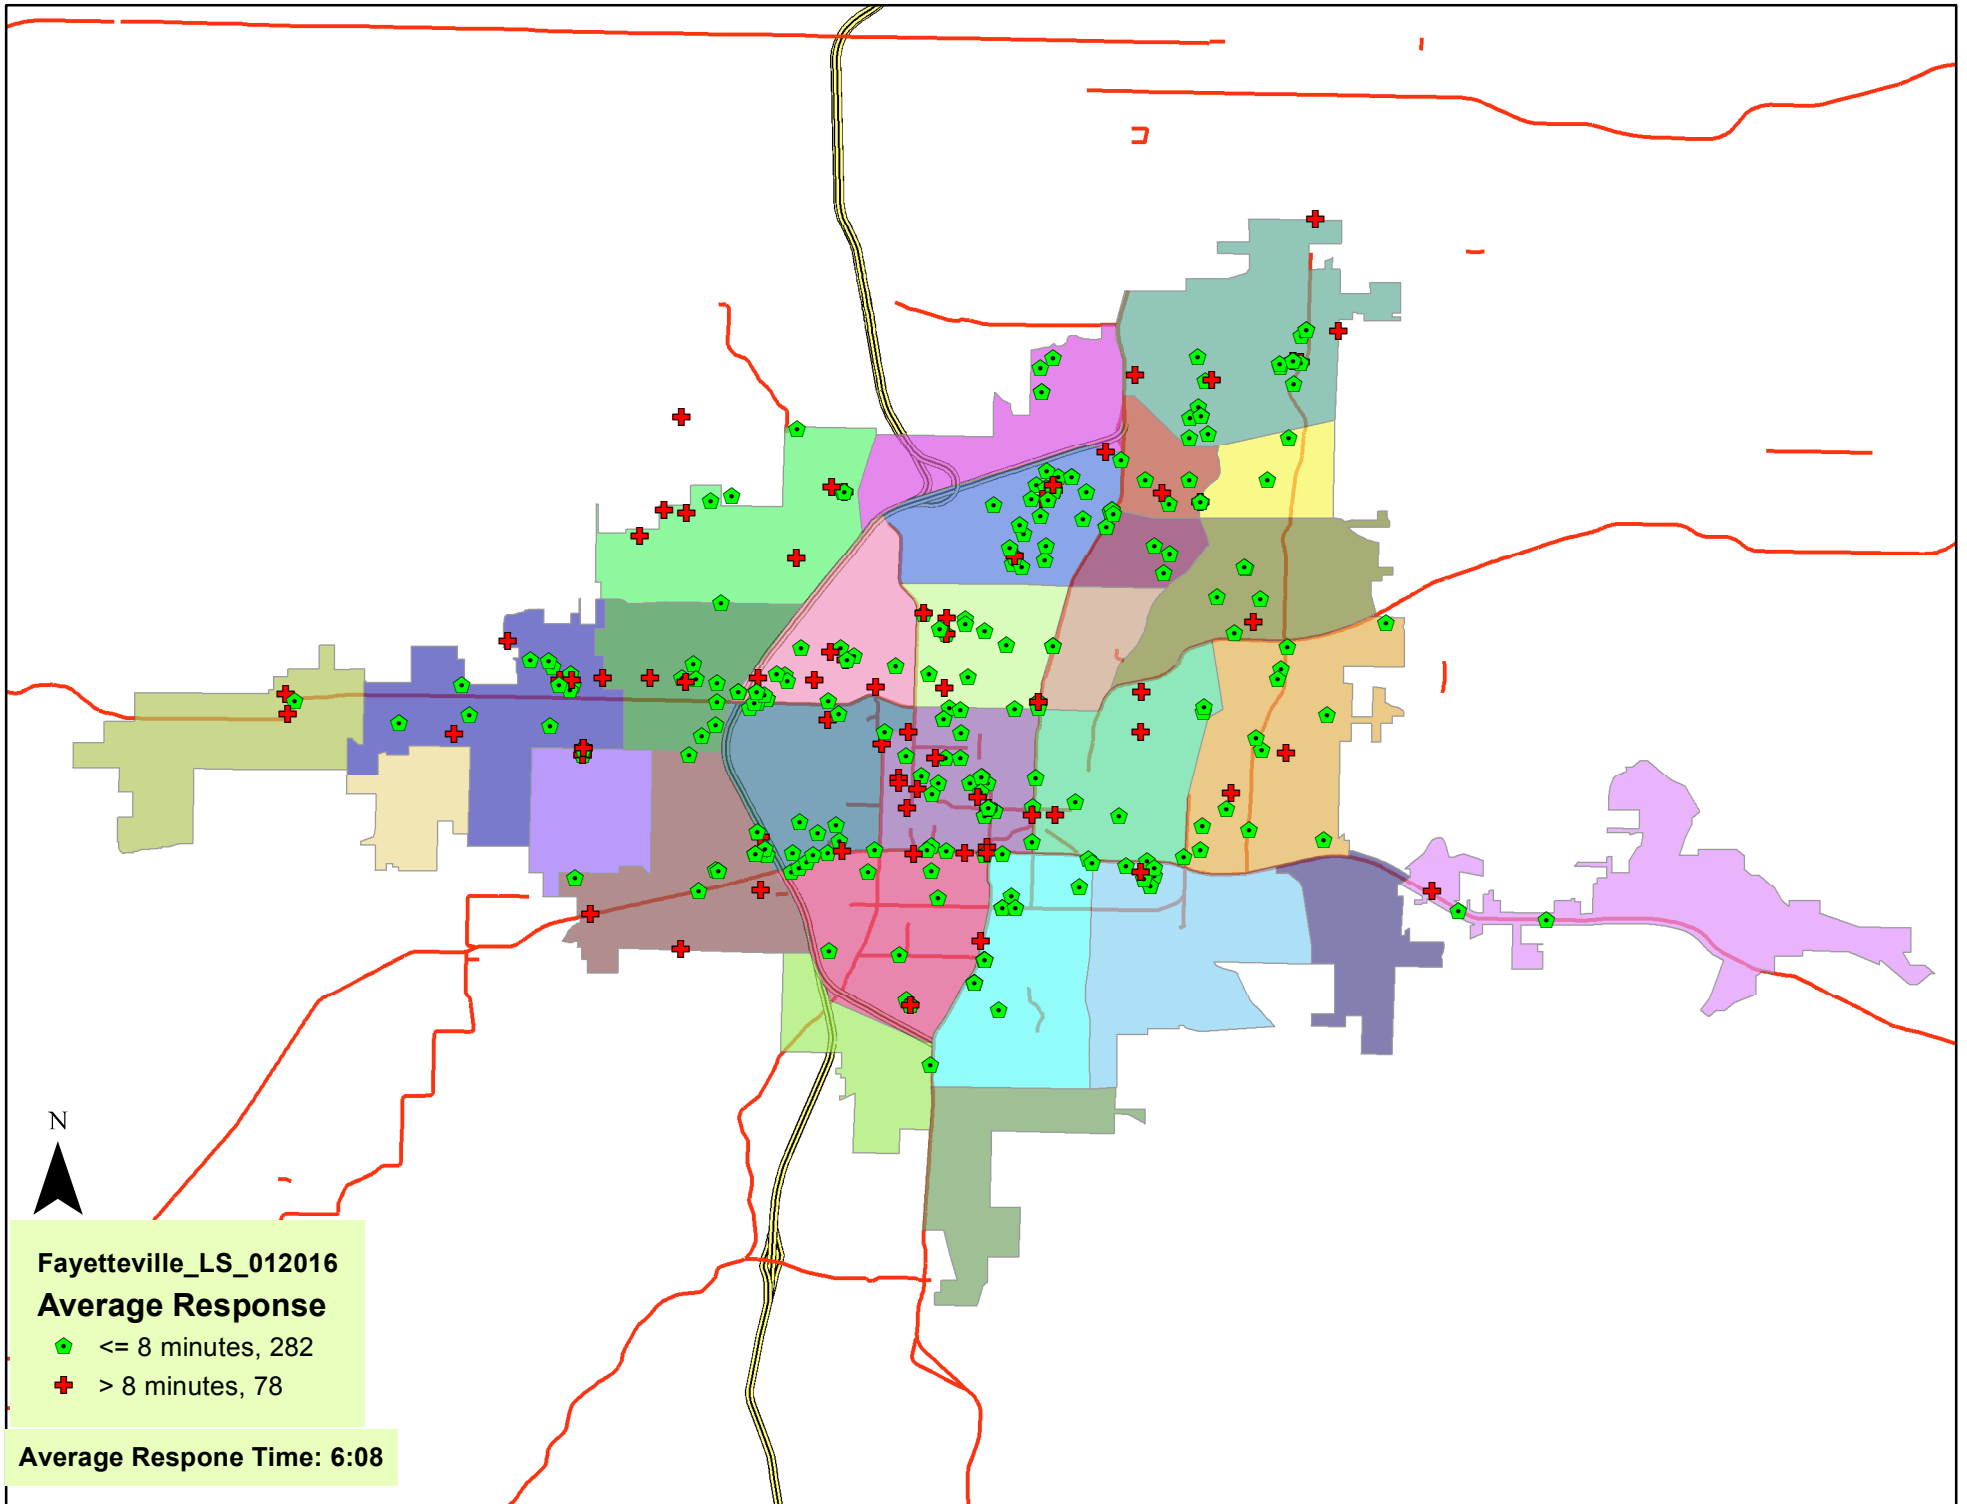 N
Fayetteville_LS_012016
Average Response
<= 8 minutes, 282
> 8 minutes, 78
Average Respone Time: 6:08